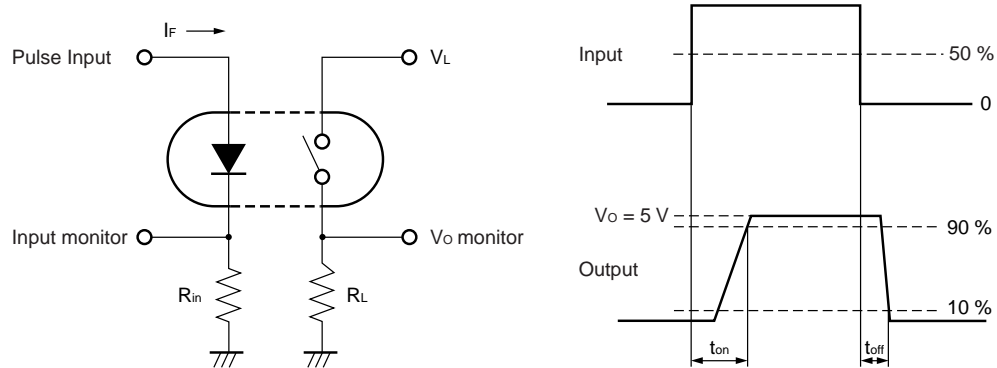 IF
Pulse Input
VL
Input monitor
VO monitor
Rin
RL
Input
50 %
0
VO = 5 V
90 %
Output
10 %
ton
toff